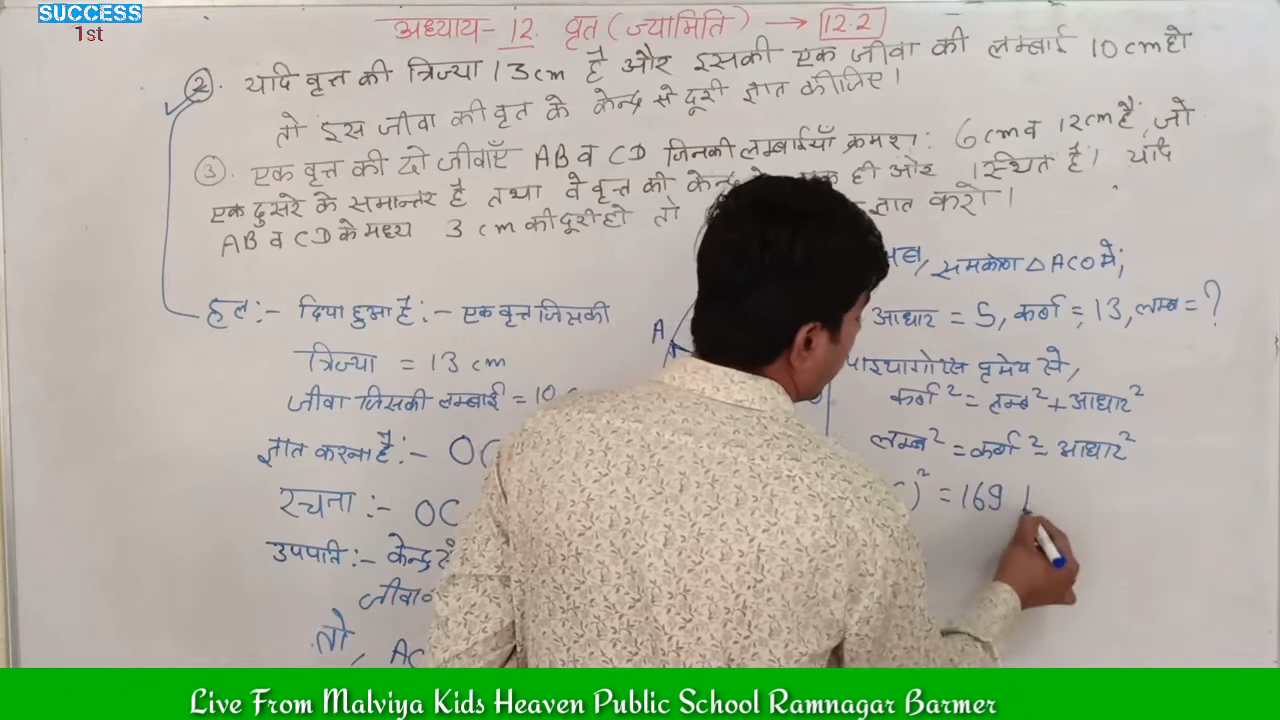 SUCCESS
1st
अध्याय- 12. वृत (ज्यामिति) → 12.2
2. यदि वृत्त की त्रिज्या 13cm है और इसकी एक जीवा की लम्बाई 10cm हो
तो इस जीवा की वृत के केन्द्र से दूरी ज्ञात कीजिए।
3. एक वृत्त की दो जीवाएँ AB व CD जिनकी लम्बाईयाँ क्रमशः 6cm व 12cm है, जो
एक दुसरे के समान्तर है तथा वे वृत्त की केन्द्र ही और स्थित है। यदि
AB व CD के मध्य 3 cm की दूरी हो तो ज्ञात करो।
हल:- दिया हुआ है:- एक वृत्त जिसकी
त्रिज्या = 13 cm
जीवा जिसकी लम्बाई = 10
ज्ञात करना है:- OC
रचना:- OC
उपपति:- केन्द्र
जीवा
तो, AC
A
समकोण △ACO में;
आधार = 5, कर्ण = 13, लम्ब = ?
पाइथागोरस प्रमेय से,
कर्ण² = लम्ब² + आधार²
लम्ब² = कर्ण² - आधार²
)² = 169
Live From Malviya Kids Heaven Public School Ramnagar Barmer